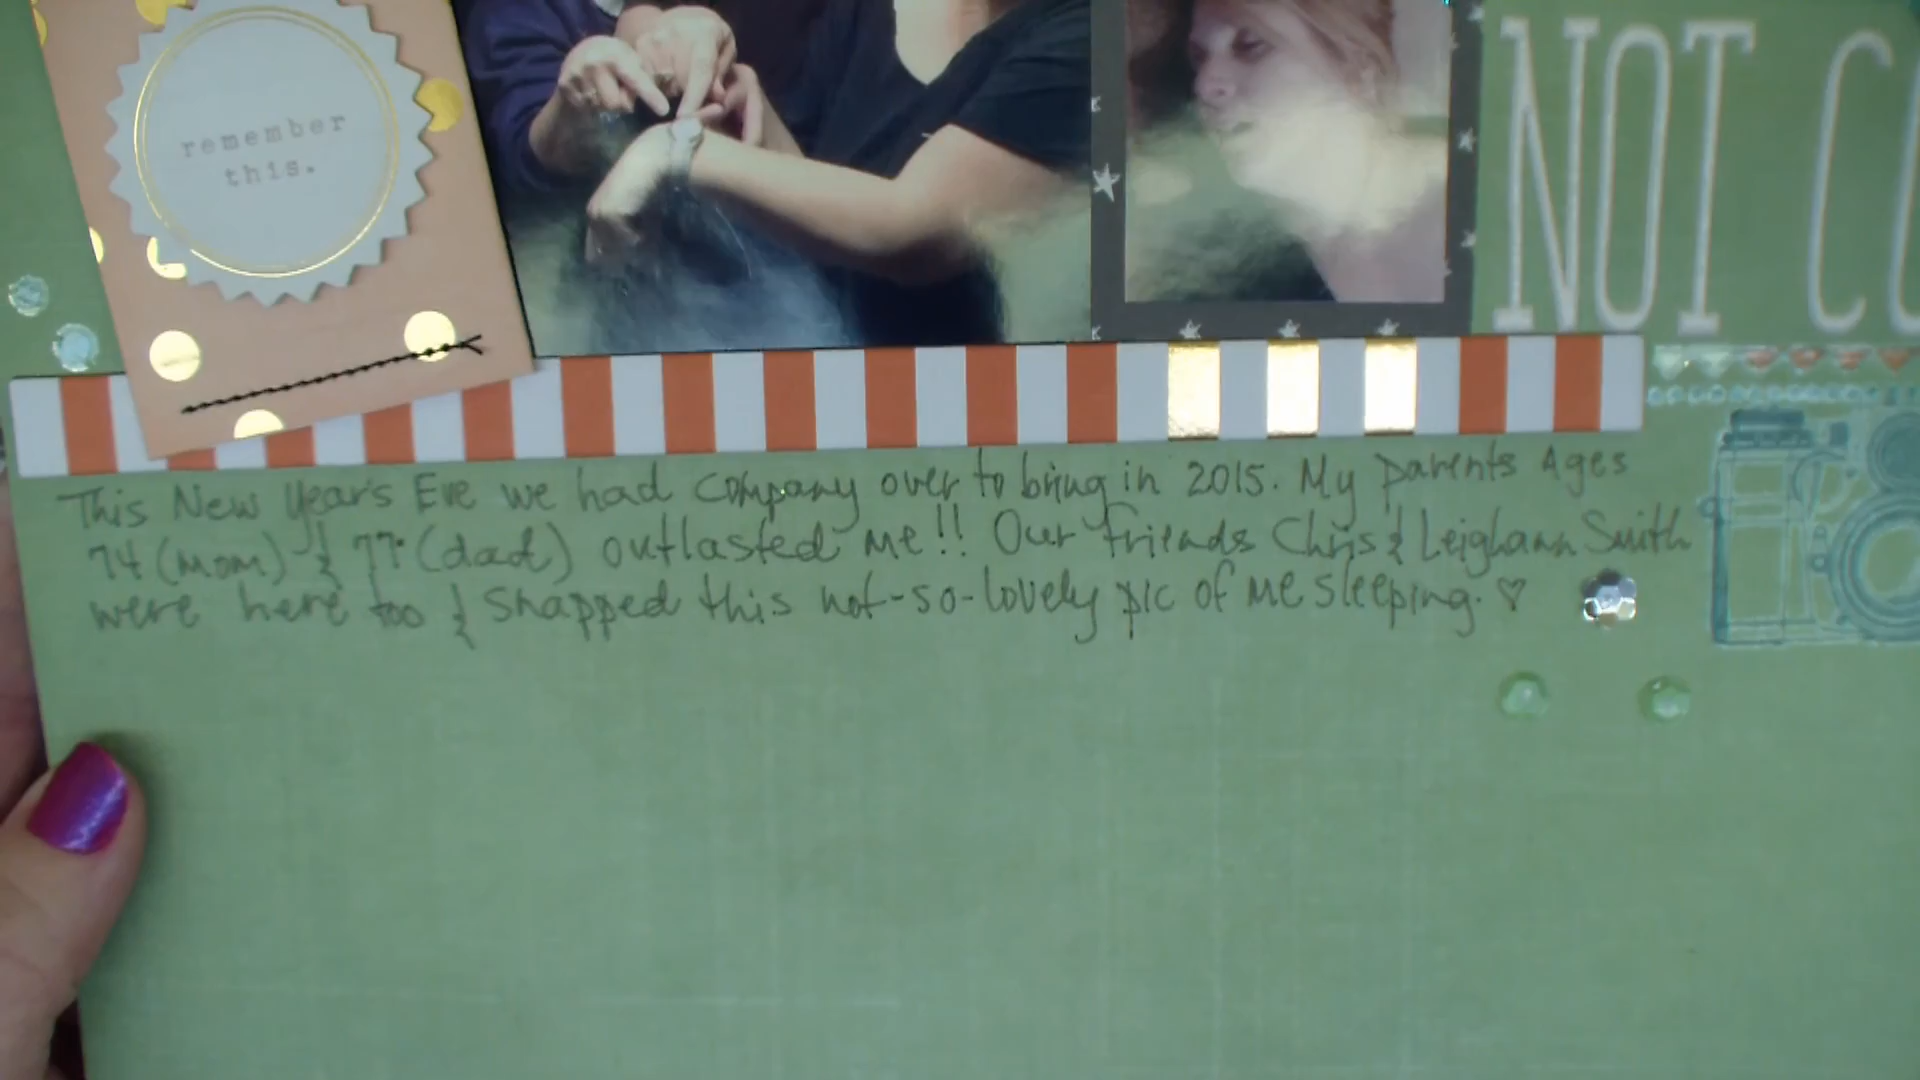 remember
this.
NOT CO
This New Year's Eve we had company over to bring in 2015. My parents Ages
74 (mom) & 77 (dad) outlasted me!! Our friends Chris & Leighann Smith
were here too & snapped this not-so-lovely pic of me sleeping. ♡